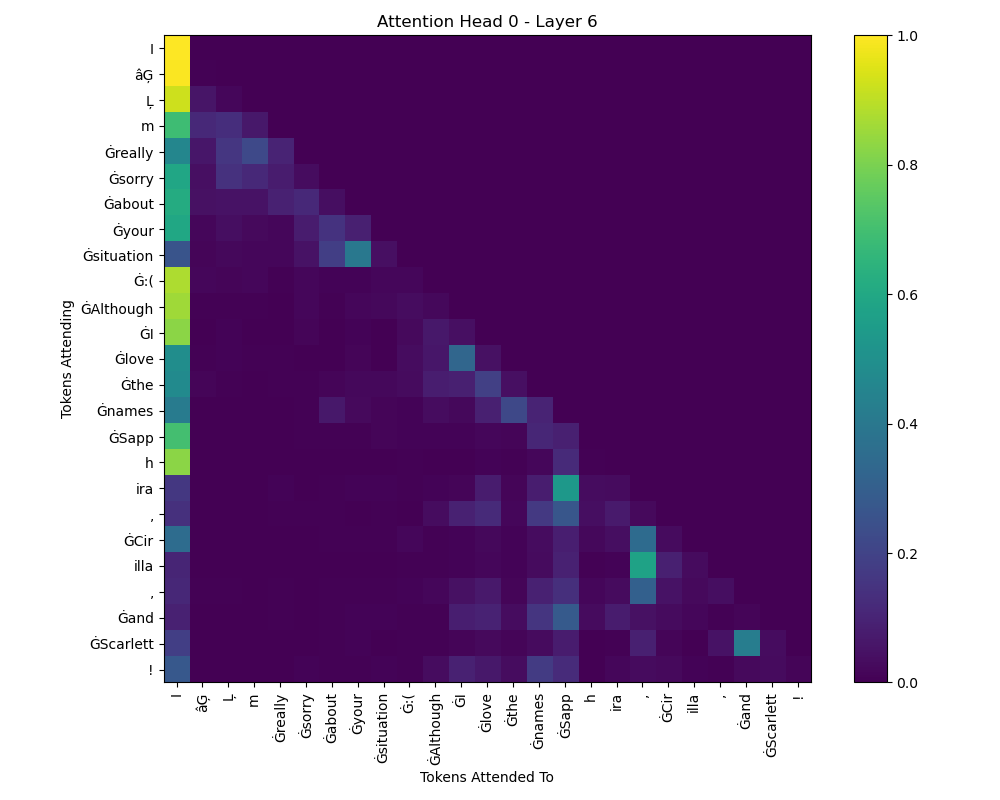 Attention Head 0 - Layer 6
Tokens Attending
I
âĢ
Ļ
m
Ġreally
Ġsorry
Ġabout
Ġyour
Ġsituation
Ġ:(
ĠAlthough
ĠI
Ġlove
Ġthe
Ġnames
ĠSapp
h
ira
,
ĠCir
illa
,
Ġand
ĠScarlett
!
I
âĢ
Ļ
m
Ġreally
Ġsorry
Ġabout
Ġyour
Ġsituation
Ġ:(
ĠAlthough
ĠI
Ġlove
Ġthe
Ġnames
ĠSapp
h
ira
,
ĠCir
illa
,
Ġand
ĠScarlett
!
Tokens Attended To
1.0
0.8
0.6
0.4
0.2
0.0